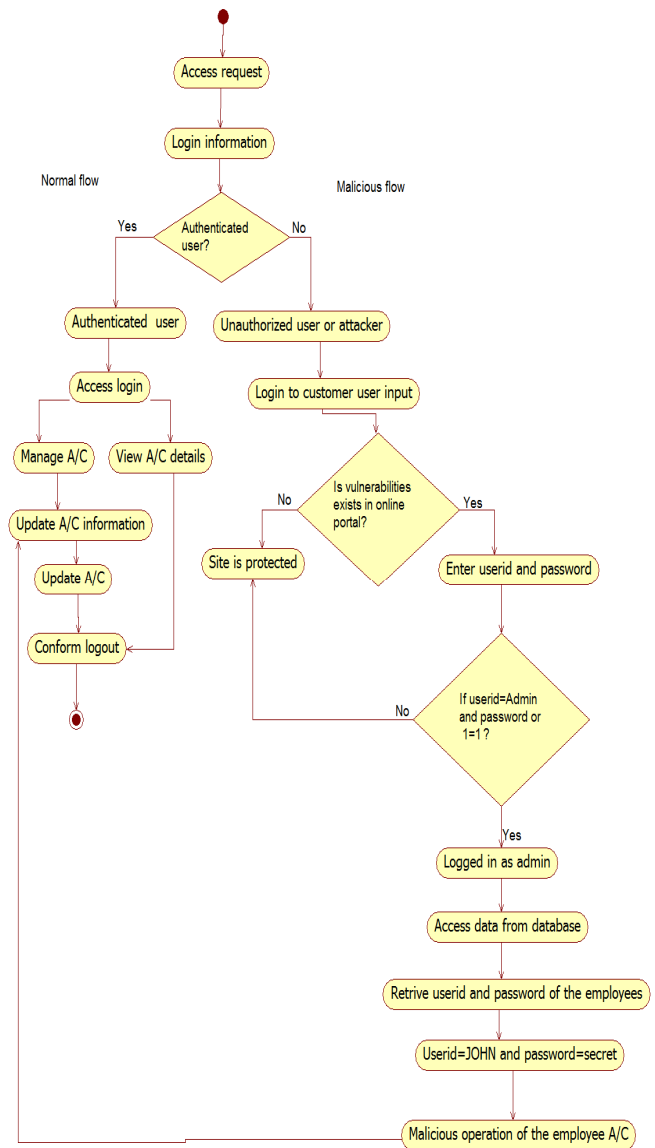 Access request
Login information
Normal flow
Malicious flow
Authenticated
user?
Yes
No
Authenticated user
Unauthorized user or attacker
Access login
Login to customer user input
Manage A/C
View A/C details
Is vulnerabilities
exists in online
portal?
No
Yes
Update A/C information
Site is protected
Enter userid and password
Update A/C
Conform logout
If userid=Admin
and password or
1=1 ?
No
Yes
Logged in as admin
Access data from database
Retrive userid and password of the employees
Userid=JOHN and password=secret
Malicious operation of the employee A/C